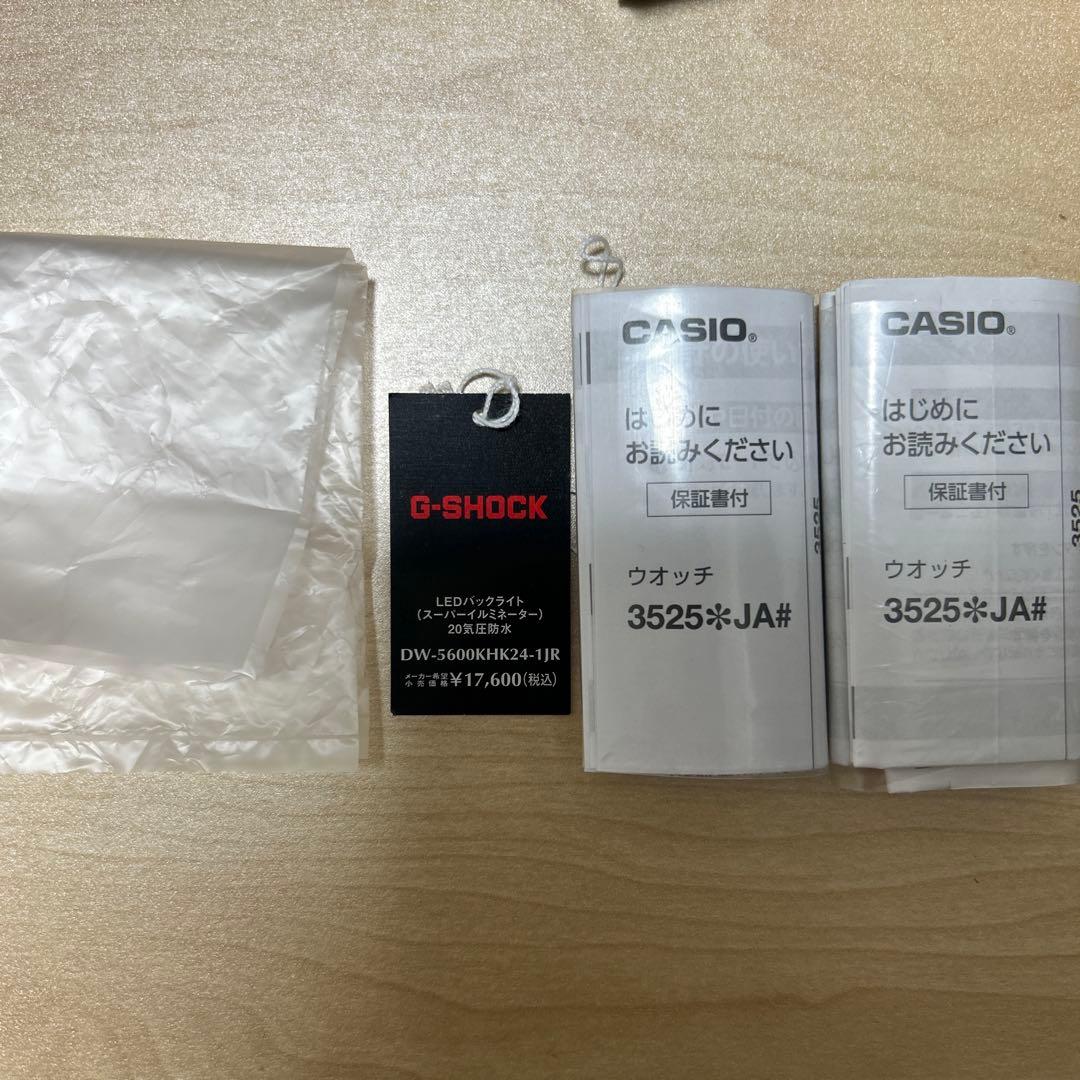 G-SHOCK
LEDバックライト
(スーパーイルミネーター)
20気圧防水
DW-5600KHK24-1JR
メーカー希望
小売価格 ¥17,600(税込)
CASIO®
はじめに
お読みください
保証書付
ウオッチ
3525✻JA#
3525
CASIO®
はじめに
お読みください
保証書付
ウオッチ
3525✻JA#
3525